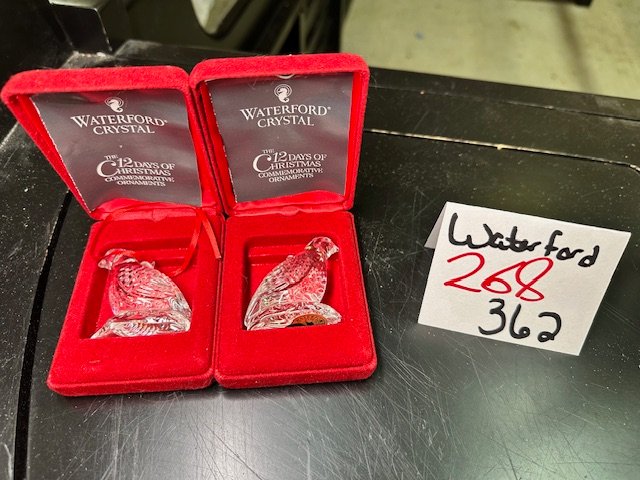 WATERFORD®
CRYSTAL
THE
12 DAYS OF
CHRISTMAS
COMMEMORATIVE
ORNAMENTS
WATERFORD®
CRYSTAL
THE
12 DAYS OF
CHRISTMAS
COMMEMORATIVE
ORNAMENTS
Waterford
268
362